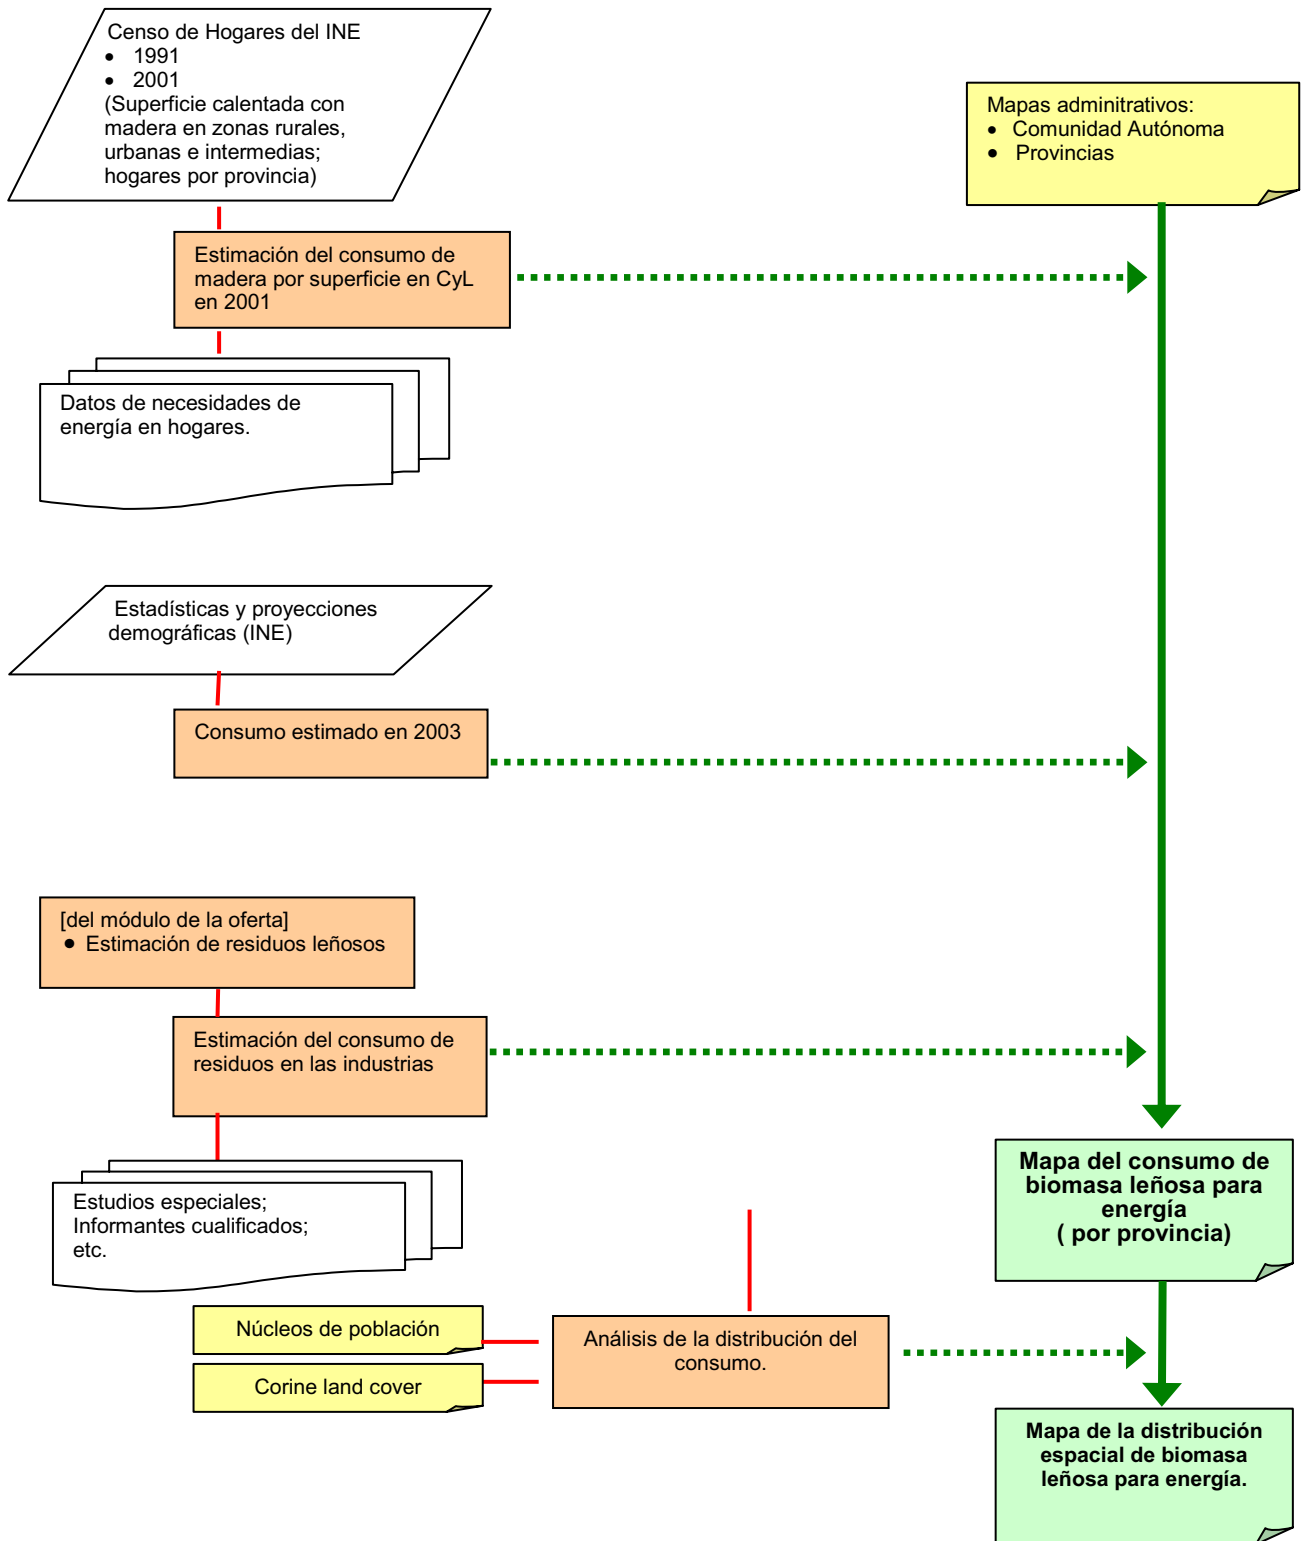 Censo de Hogares del INE
• 1991
• 2001
(Superficie calentada con
madera en zonas rurales,
urbanas e intermedias;
hogares por provincia)
Mapas adminitrativos:
• Comunidad Autónoma
• Provincias
Estimación del consumo de
madera por superficie en CyL
en 2001
Datos de necesidades de
energía en hogares.
Estadísticas y proyecciones
demográficas (INE)
Consumo estimado en 2003
[del módulo de la oferta]
• Estimación de residuos leñosos
Estimación del consumo de
residuos en las industrias
Estudios especiales;
Informantes cualificados;
etc.
Mapa del consumo de
biomasa leñosa para
energía
( por provincia)
Núcleos de población
Corine land cover
Análisis de la distribución del
consumo.
Mapa de la distribución
espacial de biomasa
leñosa para energía.